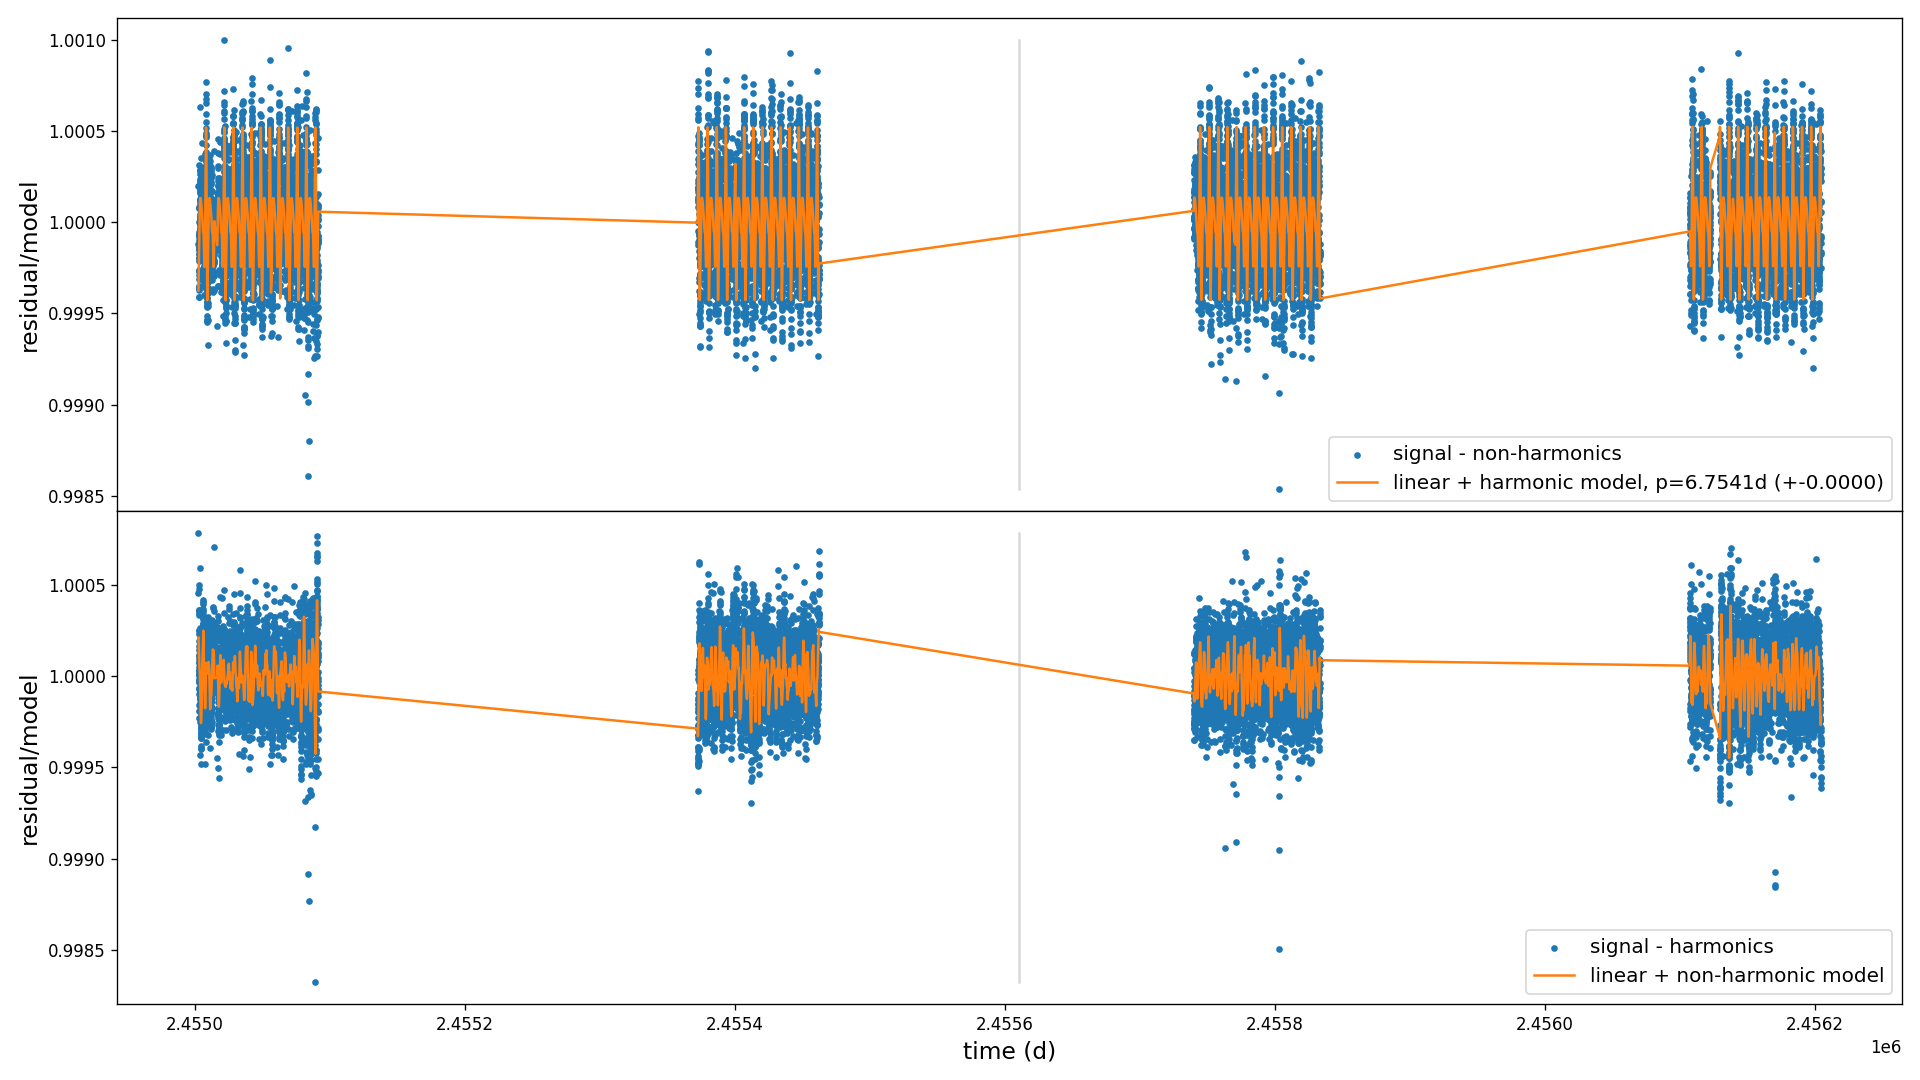 1.0010
1.0005
1.0000
0.9995
0.9990
0.9985
residual/model
signal - non-harmonics
linear + harmonic model, p=6.7541d (+-0.0000)
1.0005
1.0000
0.9995
0.9990
0.9985
residual/model
signal - harmonics
linear + non-harmonic model
2.4550 2.4552 2.4554 2.4556 2.4558 2.4560 2.4562
1e6
time (d)